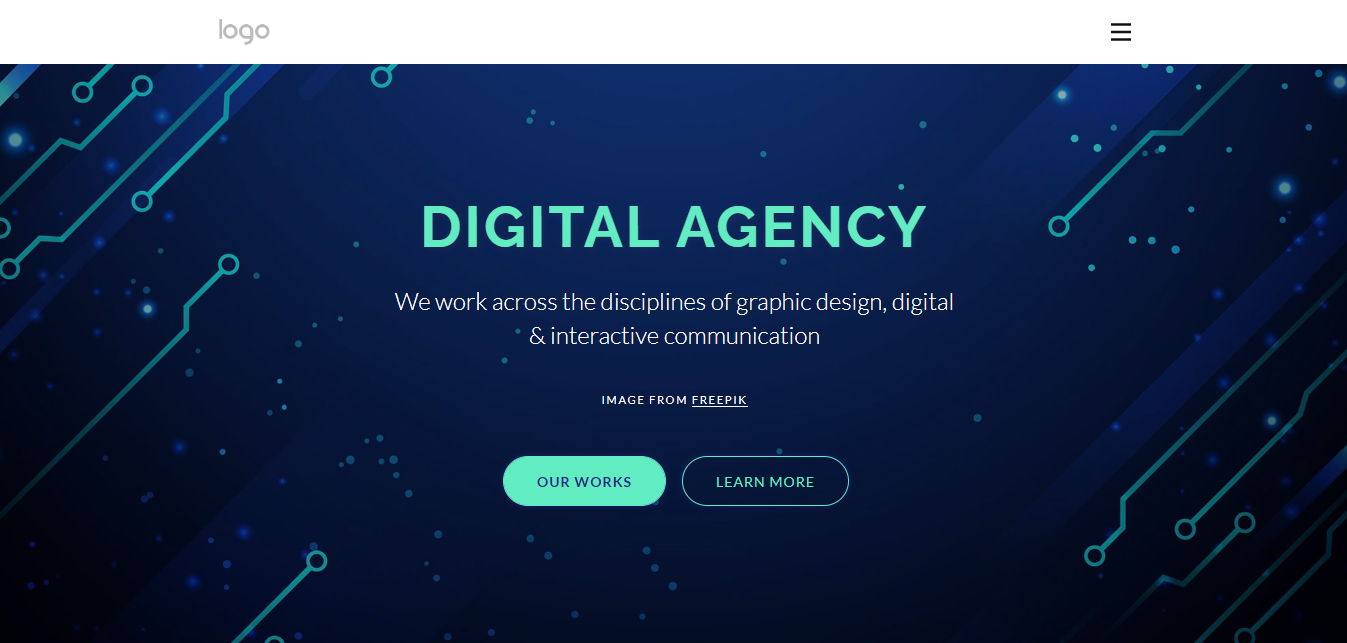 logo
DIGITAL AGENCY
We work across the disciplines of graphic design, digital
& interactive communication
IMAGE FROM FREEPIK
OUR WORKS
LEARN MORE